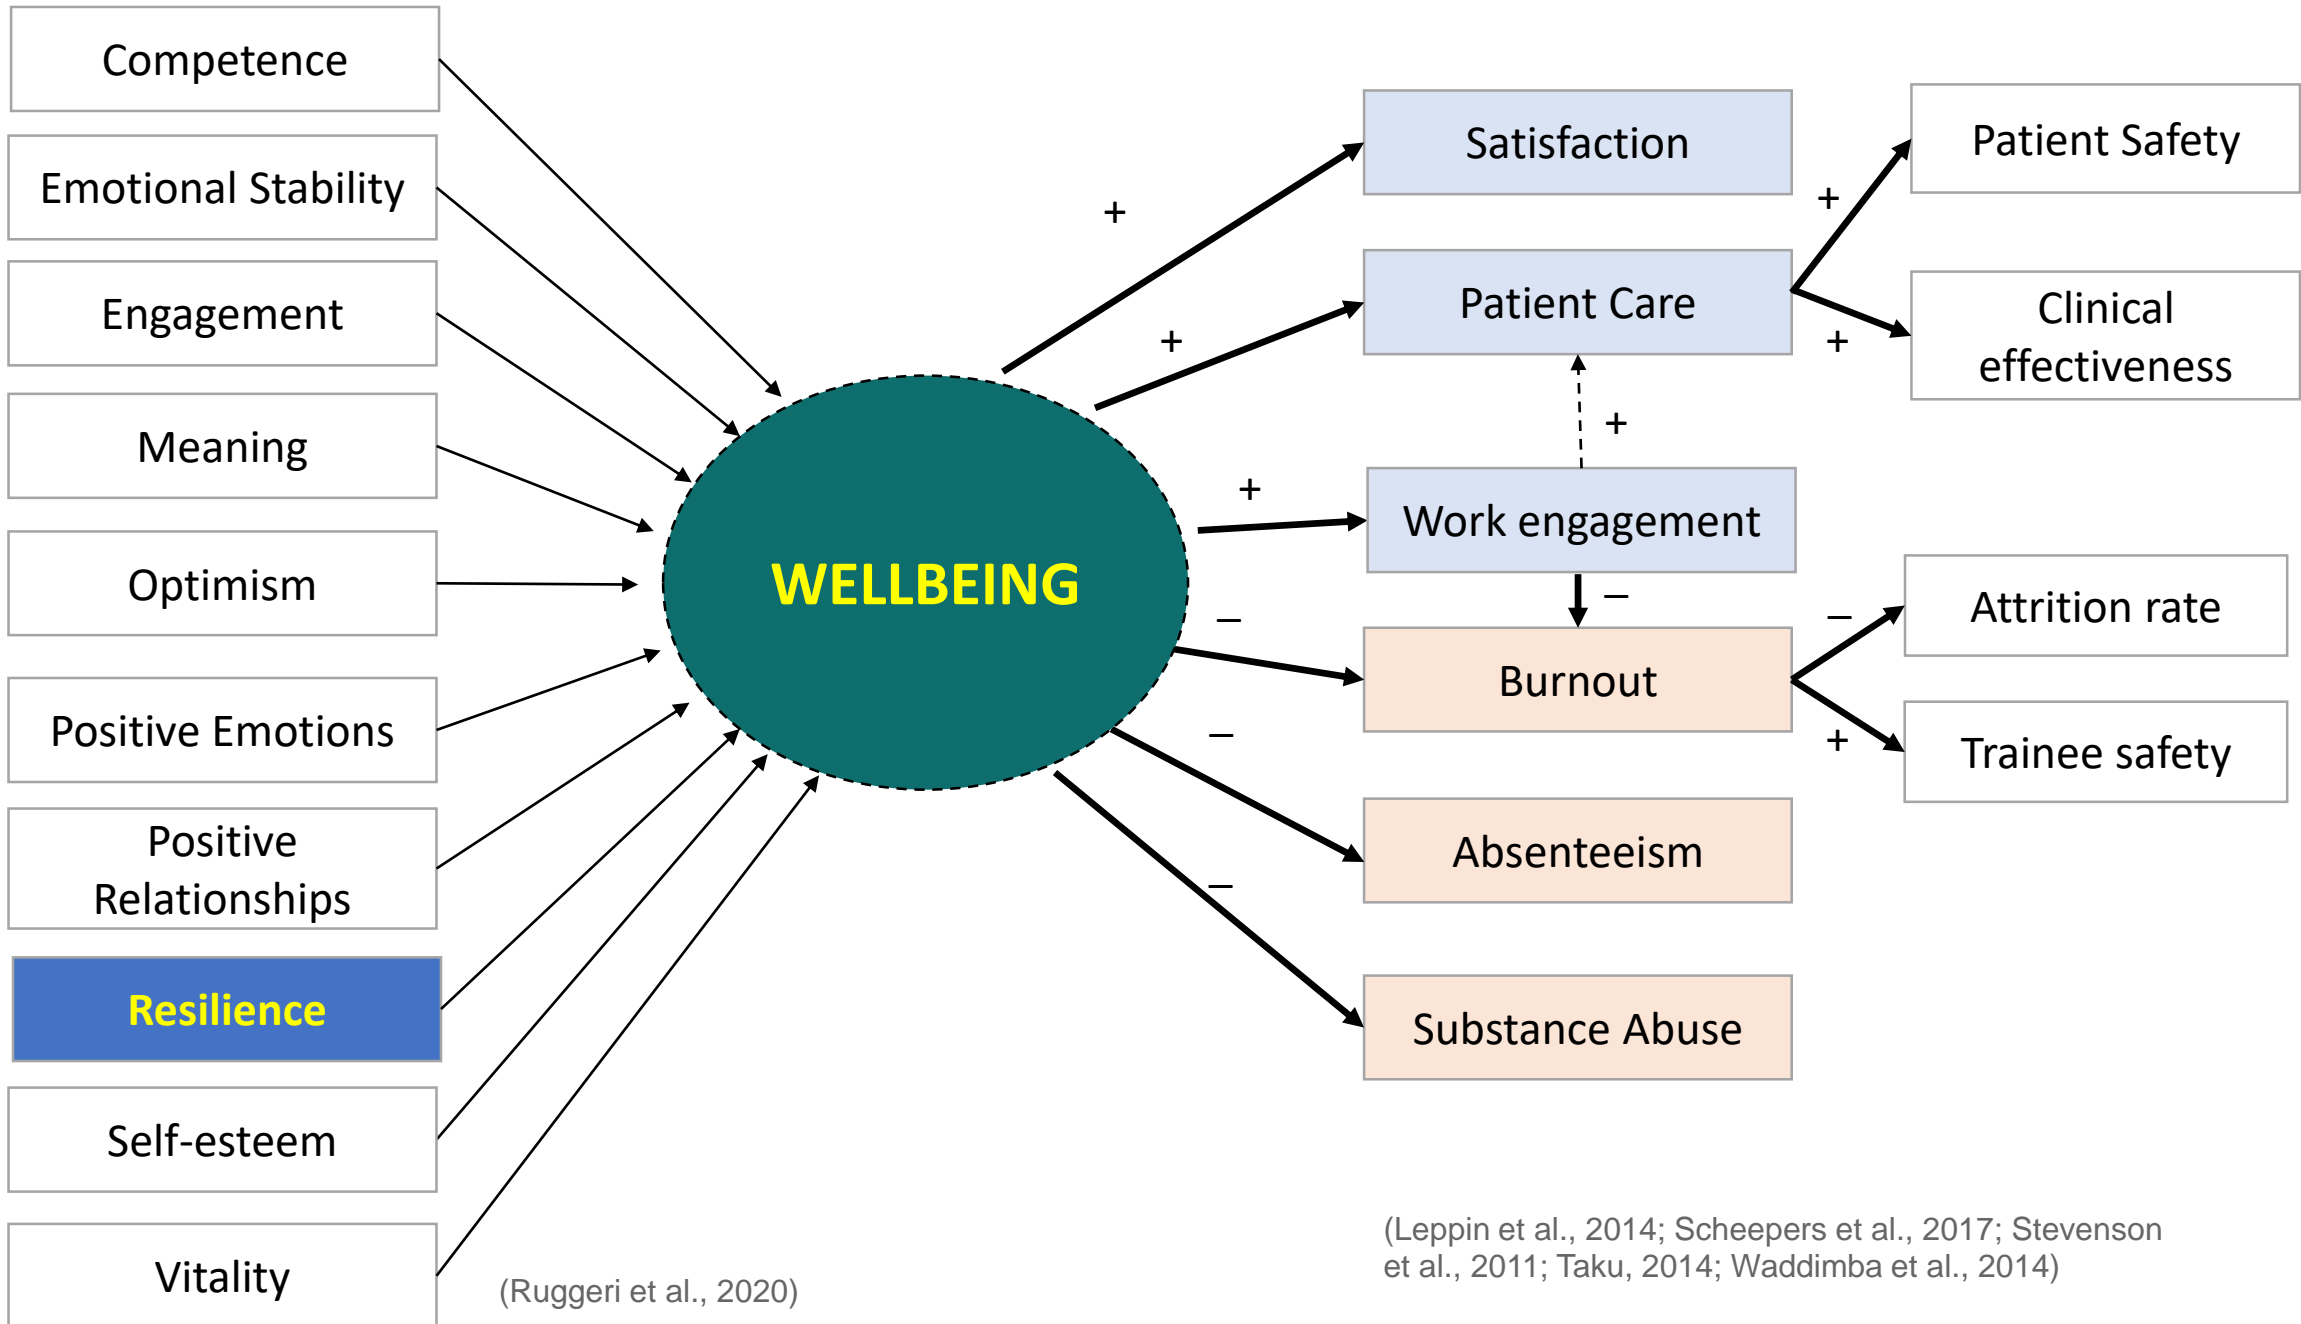 Competence
Emotional Stability
Engagement
Meaning
Optimism
Positive Emotions
Positive
Relationships
Resilience
Self-esteem
Vitality
(Ruggeri et al., 2020)
WELLBEING
+
+
+
–
–
–
Satisfaction
Patient Care
+
Work engagement
–
Burnout
Absenteeism
Substance Abuse
+
+
–
+
Patient Safety
Clinical
effectiveness
Attrition rate
Trainee safety
(Leppin et al., 2014; Scheepers et al., 2017; Stevenson
et al., 2011; Taku, 2014; Waddimba et al., 2014)